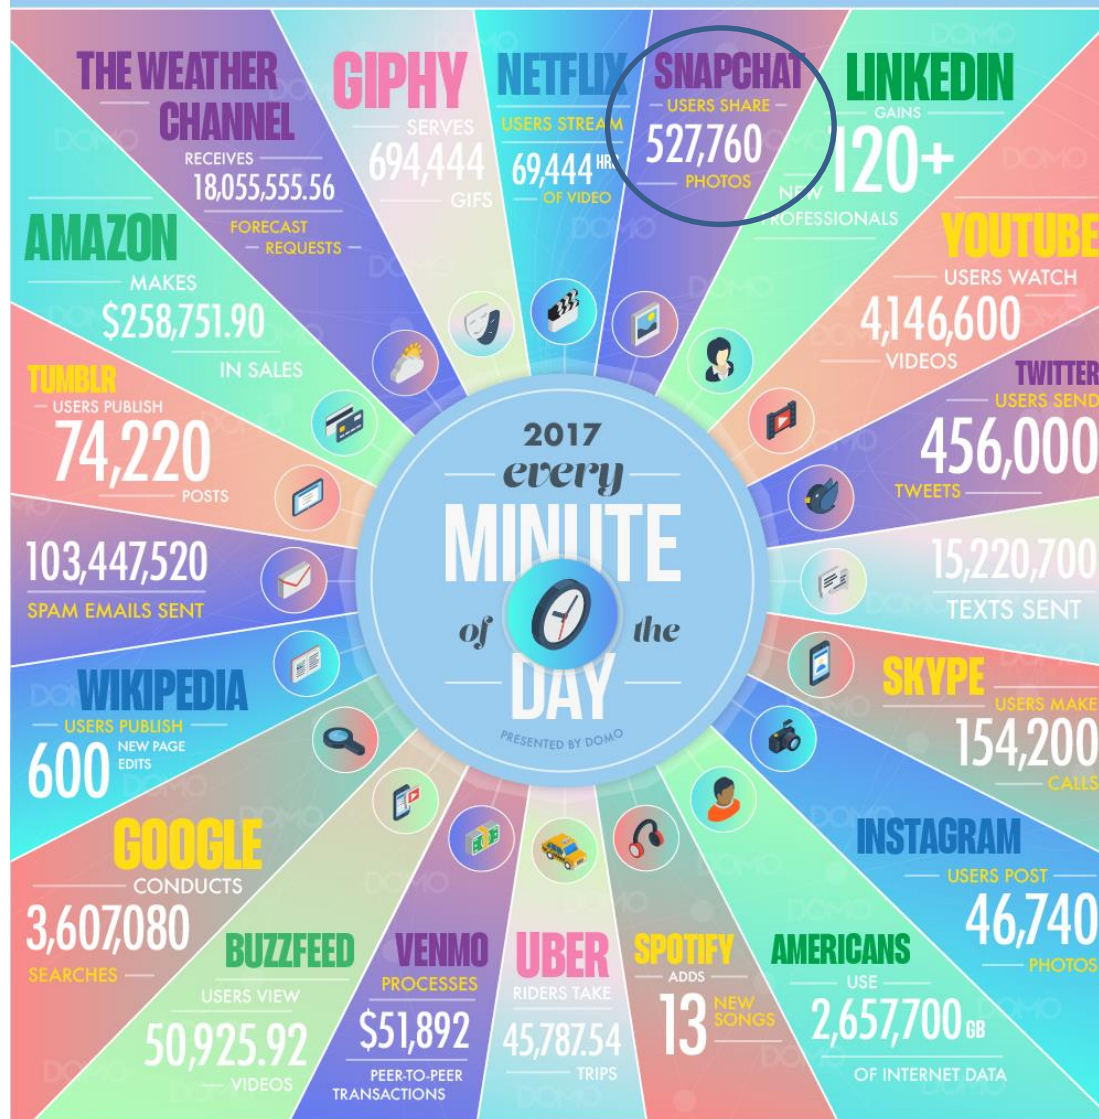 THE WEATHER
CHANNEL
RECEIVES
18,055,555.56
FORECAST
REQUESTS
GIPHY
SERVES
694,444
GIFS
NETFLIX
USERS STREAM
69,444 HRS
OF VIDEO
SNAPCHAT
USERS SHARE
527,760
PHOTOS
LINKEDIN
GAINS
120+
NEW
PROFESSIONALS
YOUTUBE
USERS WATCH
4,146,600
VIDEOS
TWITTER
USERS SEND
456,000
TWEETS
15,220,700
TEXTS SENT
SKYPE
USERS MAKE
154,200
CALLS
INSTAGRAM
USERS POST
46,740
PHOTOS
AMERICANS
USE
2,657,700 GB
OF INTERNET DATA
SPOTIFY
ADDS
13 NEW
SONGS
UBER
RIDERS TAKE
45,787.54
TRIPS
VENMO
PROCESSES
$51,892
PEER-TO-PEER
TRANSACTIONS
BUZZFEED
USERS VIEW
50,925.92
VIDEOS
GOOGLE
CONDUCTS
3,607,080
SEARCHES
WIKIPEDIA
USERS PUBLISH
600 NEW PAGE
EDITS
103,447,520
SPAM EMAILS SENT
TUMBLR
USERS PUBLISH
74,220
POSTS
AMAZON
MAKES
$258,751.90
IN SALES
2017
every
MINUTE
of the
DAY
PRESENTED BY DOMO
DOMO